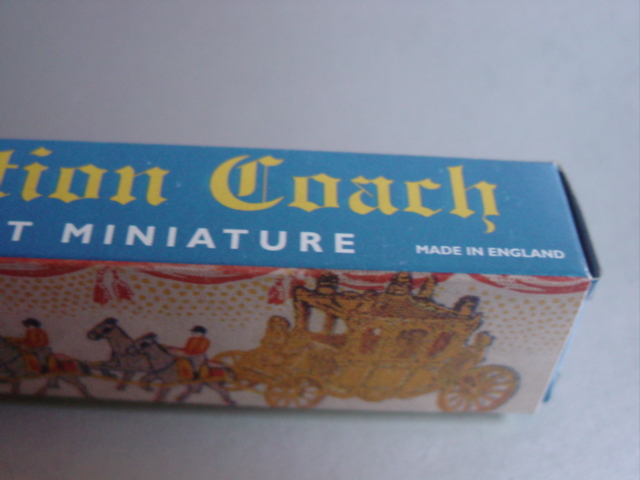 tion Coach
T MINIATURE
MADE IN ENGLAND